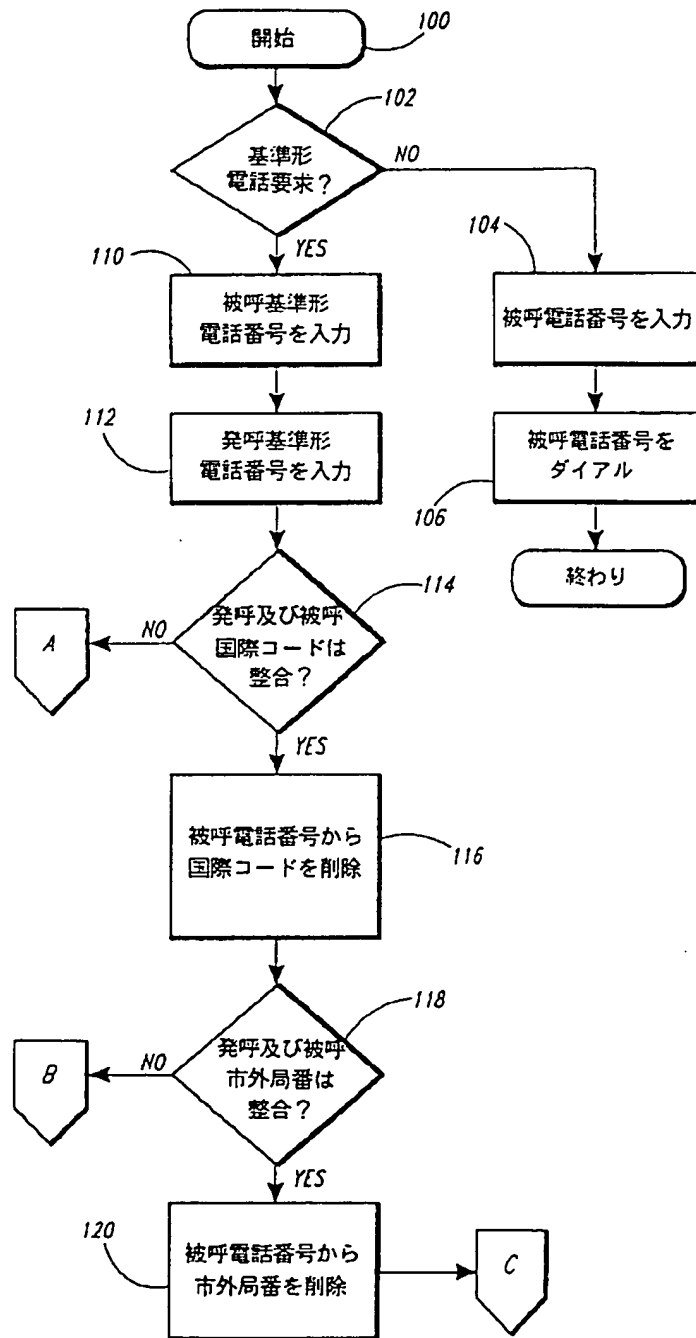 開始
100
102
基準形
電話要求？
NO
YES
110
被呼基準形
電話番号を入力
104
被呼電話番号を入力
112
発呼基準形
電話番号を入力
被呼電話番号を
ダイアル
106
終わり
114
発呼及び被呼
国際コードは
整合？
NO
A
YES
被呼電話番号から
国際コードを削除
116
118
発呼及び被呼
市外局番は
整合？
NO
B
YES
120
被呼電話番号から
市外局番を削除
C